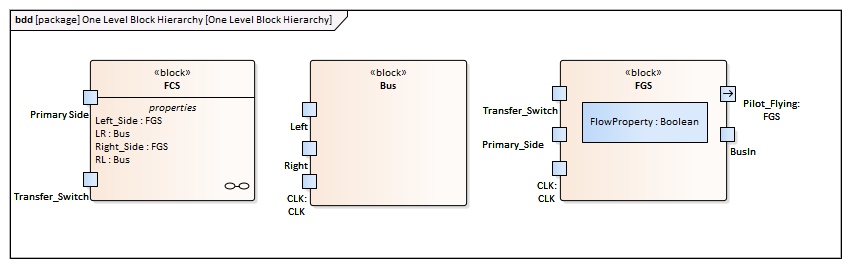 bdd [package] One Level Block Hierarchy [One Level Block Hierarchy]
«block»
FCS
properties
Left_Side : FGS
LR : Bus
Right_Side : FGS
RL : Bus
Primary Side
Transfer_Switch
«block»
Bus
Left
Right
CLK:
CLK
«block»
FGS
FlowProperty : Boolean
Transfer_Switch
Primary_Side
CLK:
CLK
Pilot_Flying:
FGS
BusIn